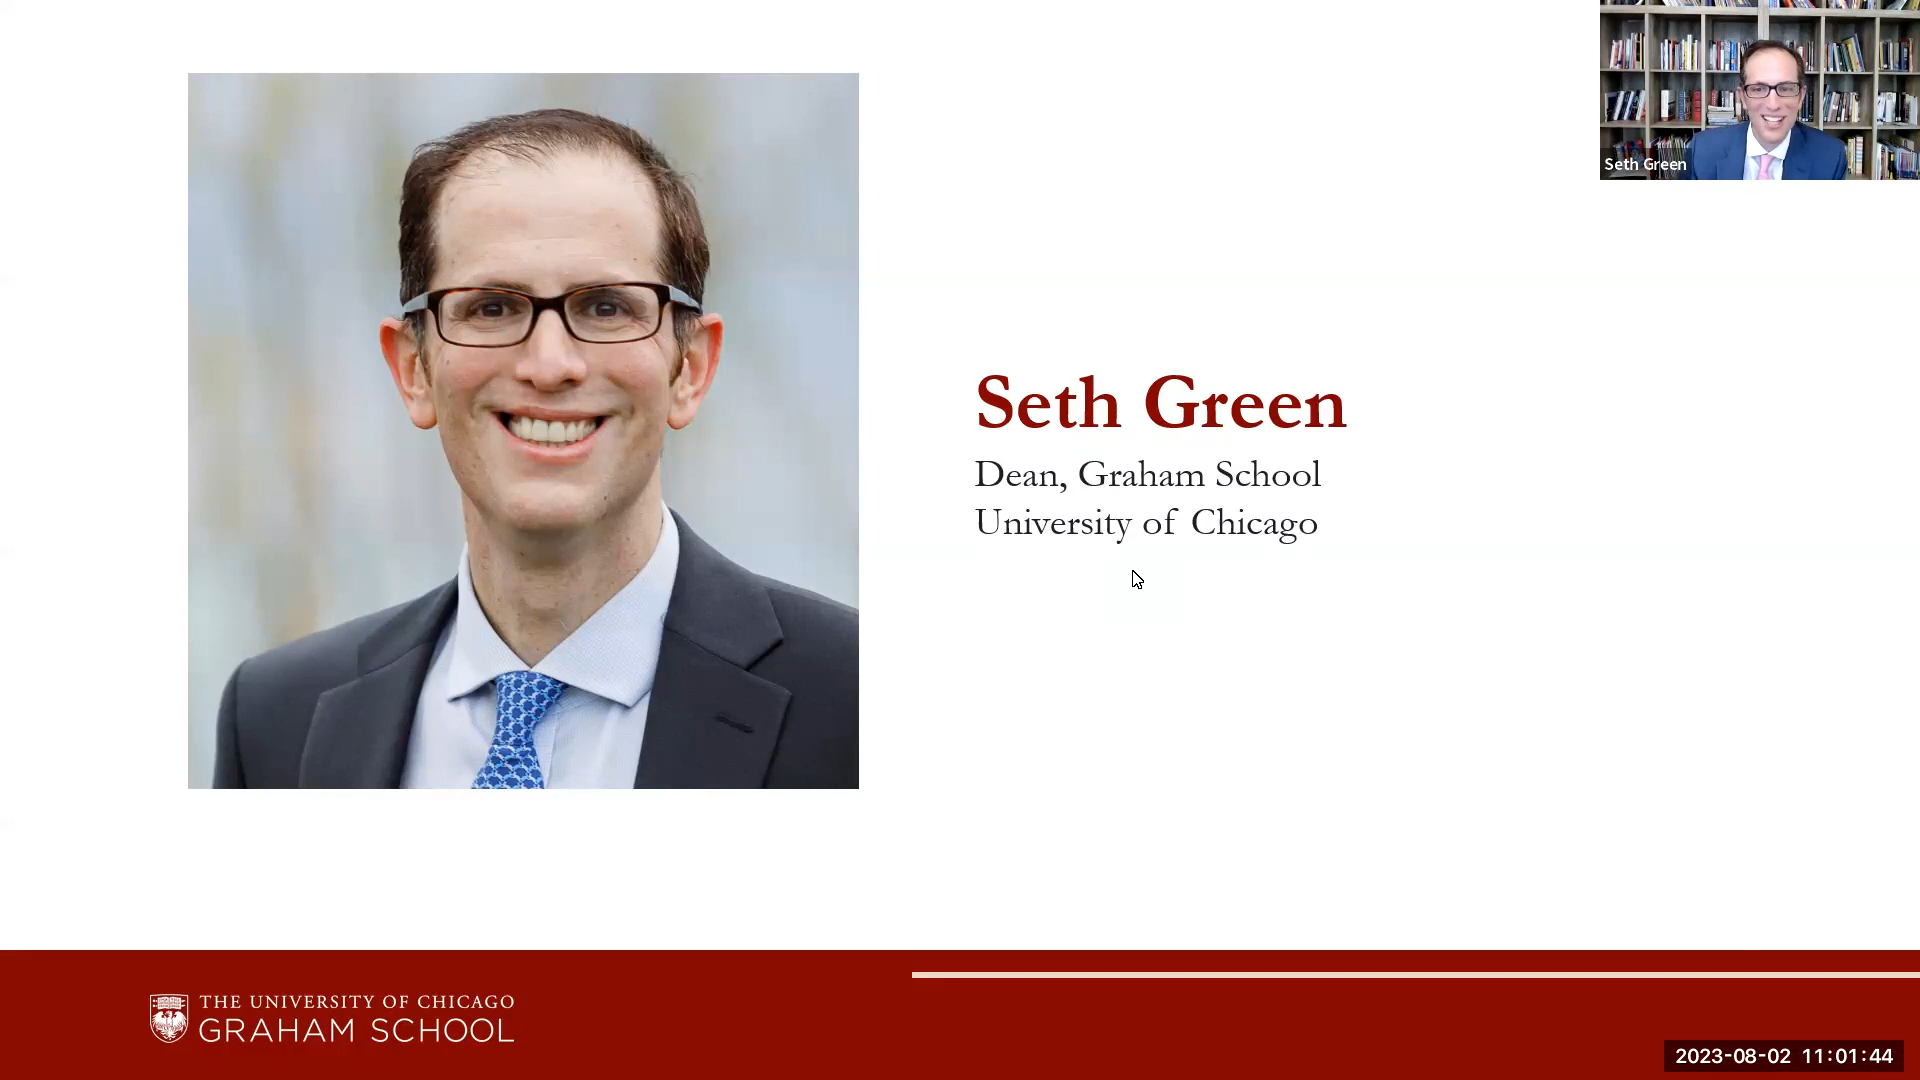 Seth Green
Seth Green
Dean, Graham School
University of Chicago
THE UNIVERSITY OF CHICAGO
GRAHAM SCHOOL
2023-08-02 11:01:44